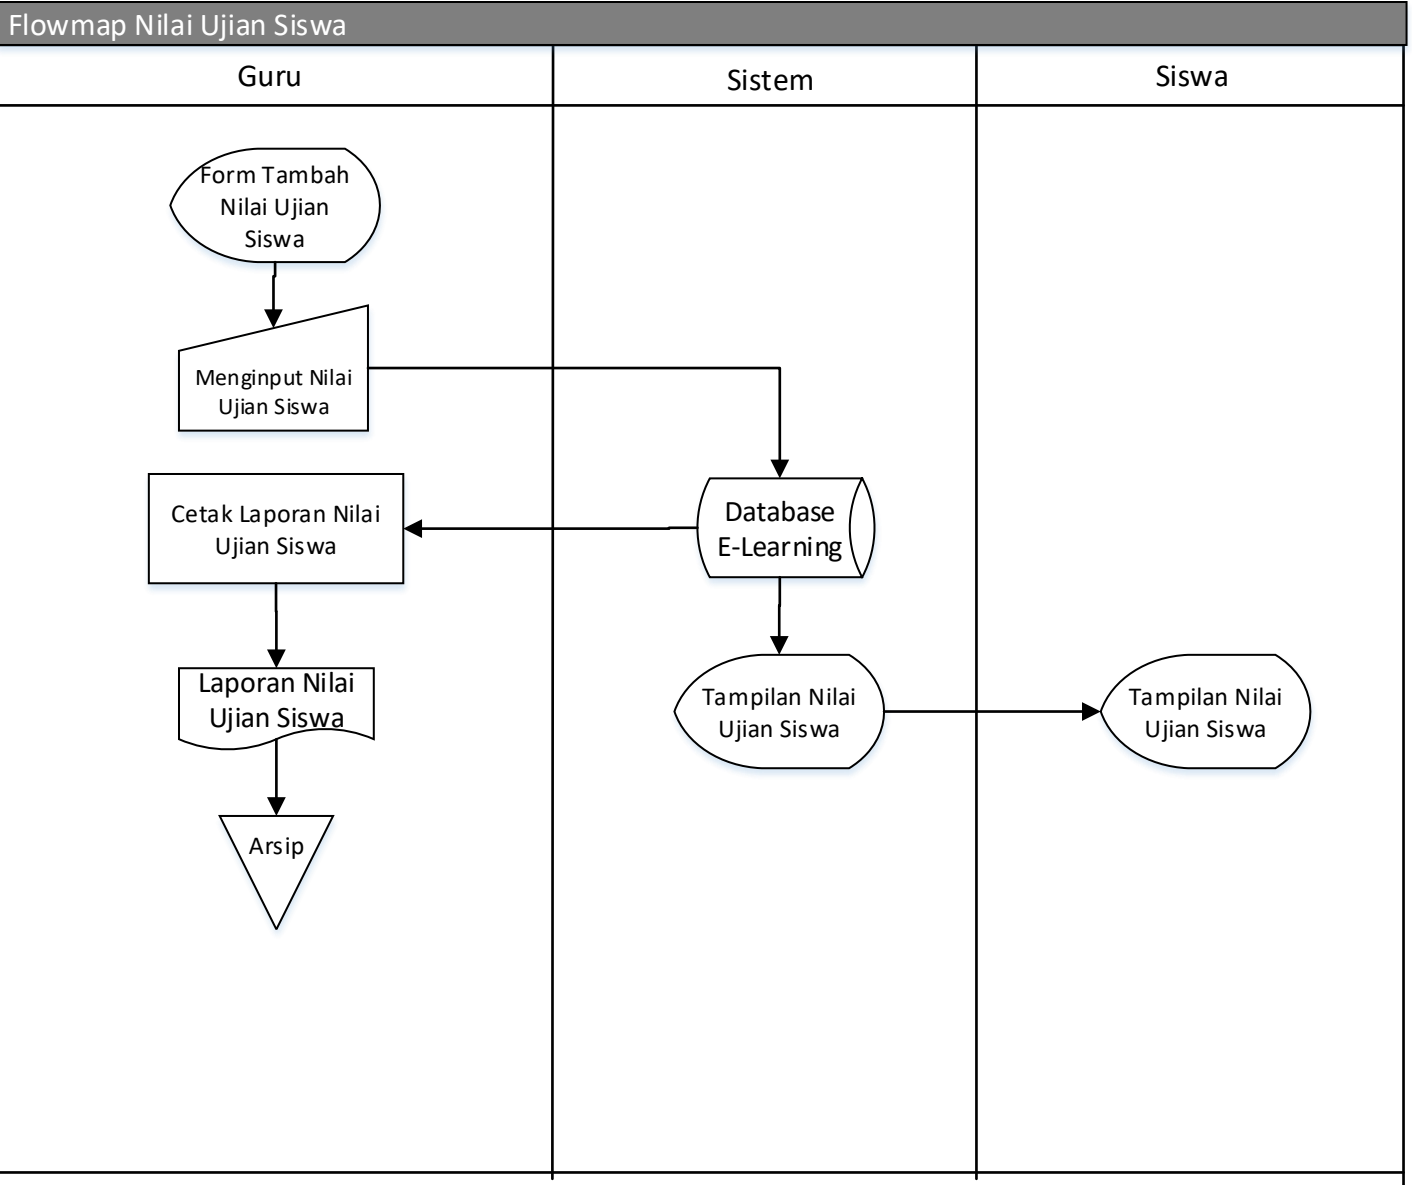 Flowmap Nilai Ujian Siswa
Guru
Sistem
Siswa
Form Tambah
Nilai Ujian
Siswa
Menginput Nilai
Ujian Siswa
Cetak Laporan Nilai
Ujian Siswa
Database
E-Learning
Laporan Nilai
Ujian Siswa
Tampilan Nilai
Ujian Siswa
Tampilan Nilai
Ujian Siswa
Arsip